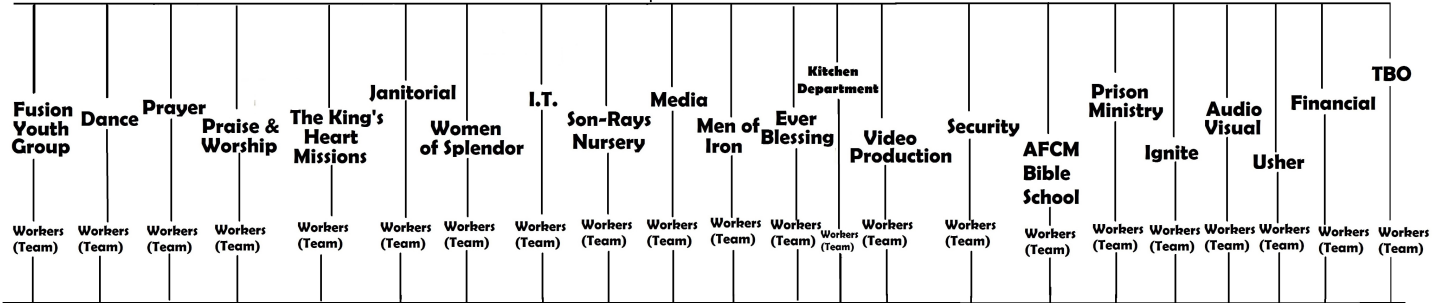 Fusion
Youth
Group
Dance
Prayer
Praise &
Worship
The King's
Heart
Missions
Janitorial
Women
of Splendor
I.T.
Son-Rays
Nursery
Media
Men of
Iron
Ever
Blessing
Kitchen
Department
Video
Production
Security
AFCM
Bible
School
Prison
Ministry
Ignite
Audio
Visual
Usher
Financial
TBO
Workers
(Team)
Workers
(Team)
Workers
(Team)
Workers
(Team)
Workers
(Team)
Workers
(Team)
Workers
(Team)
Workers
(Team)
Workers
(Team)
Workers
(Team)
Workers
(Team)
Workers
(Team)
Workers
(Team)
Workers
(Team)
Workers
(Team)
Workers
(Team)
Workers
(Team)
Workers
(Team)
Workers
(Team)
Workers
(Team)
Workers
(Team)
Workers
(Team)